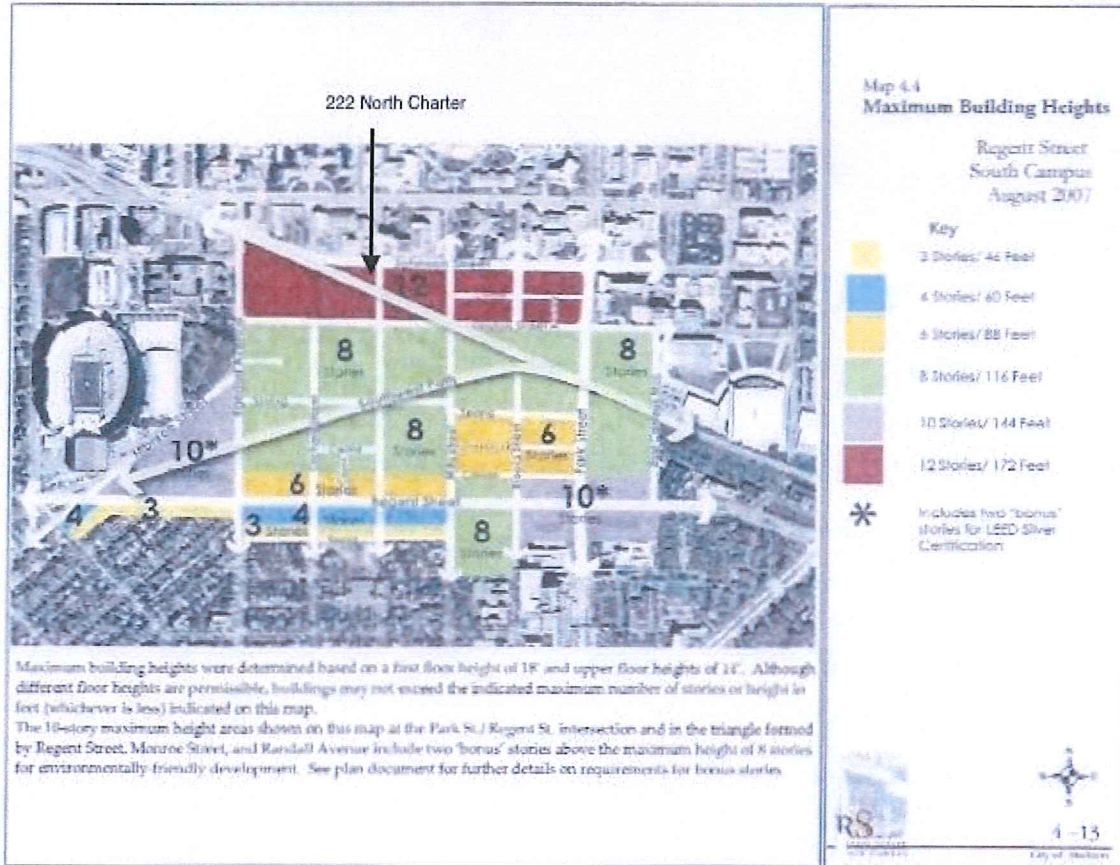 222 North Charter
12
8
Stories
8
Stories
10*
8
Stories
6
Stories
6 Stories
Regent Street
10*
Stories
4
3
3
4
Stories
Stories
8
Stories
Park Street
Maximum building heights were determined based on a first floor height of 18' and upper floor heights of 14'. Although
different floor heights are permissible, buildings may not exceed the indicated maximum number of stories or height in
feet (whichever is less) indicated on this map.
The 10-story maximum height areas shown on this map at the Park St./ Regent St. intersection and in the triangle formed
by Regent Street, Monroe Street, and Randall Avenue include two 'bonus' stories above the maximum height of 8 stories
for environmentally-friendly development. See plan document for further details on requirements for bonus stories
Map 4.4
Maximum Building Heights
Regent Street
South Campus
August 2007
Key
3 Stories/ 46 Feet
4 Stories/ 60 Feet
6 Stories/ 88 Feet
8 Stories/ 116 Feet
10 Stories/ 144 Feet
12 Stories/ 172 Feet
* Includes two "bonus"
stories for LEED Silver
Certification
RS
4 -13
City of Madison